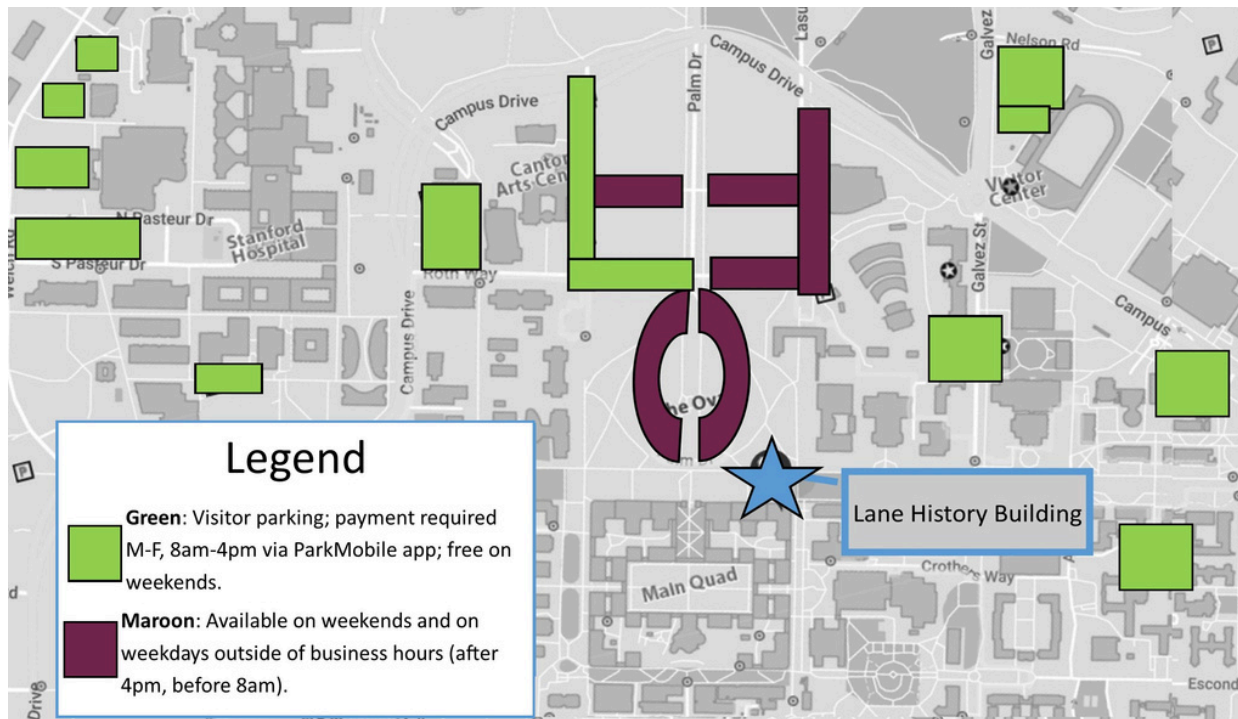 Nelson Rd
Galvez
Lasu
Palm Dr
Campus Drive
P
Campus Drive
Cantor
Arts Cent
Visitor
Center
N Pasteur Dr
Stanford
Hospital
S Pasteur Dr
Galvez St.
Roth Way
Campus
Campus Drive
he Ova
P
Lane History Building
Main Quad
Crothers Way
Escond
Drive
Legend
Green: Visitor parking; payment required
M-F, 8am-4pm via ParkMobile app; free on
weekends.
Maroon: Available on weekends and on
weekdays outside of business hours (after
4pm, before 8am).